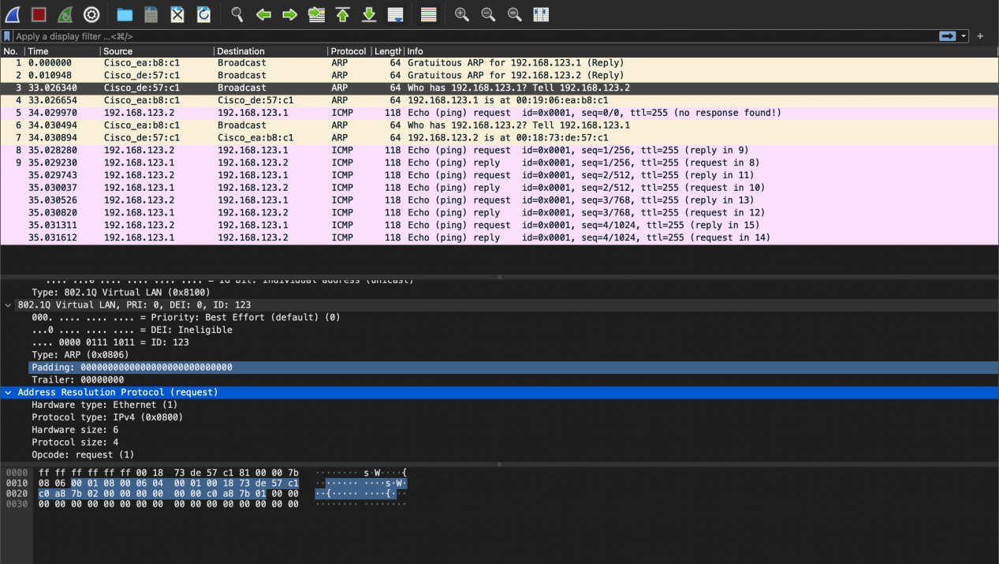 Apply a display filter ...<⌘/>
No. Time Source Destination Protocol Length Info
1 0.000000 Cisco_ea:b8:c1 Broadcast ARP 64 Gratuitous ARP for 192.168.123.1 (Reply)
2 0.010948 Cisco_de:57:c1 Broadcast ARP 64 Gratuitous ARP for 192.168.123.2 (Reply)
3 33.026340 Cisco_de:57:c1 Broadcast ARP 64 Who has 192.168.123.1? Tell 192.168.123.2
4 33.026654 Cisco_ea:b8:c1 Cisco_de:57:c1 ARP 64 192.168.123.1 is at 00:19:06:ea:b8:c1
5 34.029970 192.168.123.2 192.168.123.1 ICMP 118 Echo (ping) request id=0x0001, seq=0/0, ttl=255 (no response found!)
6 34.030494 Cisco_ea:b8:c1 Broadcast ARP 64 Who has 192.168.123.2? Tell 192.168.123.1
7 34.030894 Cisco_de:57:c1 Cisco_ea:b8:c1 ARP 64 192.168.123.2 is at 00:18:73:de:57:c1
8 35.028280 192.168.123.2 192.168.123.1 ICMP 118 Echo (ping) request id=0x0001, seq=1/256, ttl=255 (reply in 9)
9 35.029230 192.168.123.1 192.168.123.2 ICMP 118 Echo (ping) reply id=0x0001, seq=1/256, ttl=255 (request in 8)
35.029743 192.168.123.2 192.168.123.1 ICMP 118 Echo (ping) request id=0x0001, seq=2/512, ttl=255 (reply in 11)
35.030037 192.168.123.1 192.168.123.2 ICMP 118 Echo (ping) reply id=0x0001, seq=2/512, ttl=255 (request in 10)
35.030526 192.168.123.2 192.168.123.1 ICMP 118 Echo (ping) request id=0x0001, seq=3/768, ttl=255 (reply in 13)
35.030820 192.168.123.1 192.168.123.2 ICMP 118 Echo (ping) reply id=0x0001, seq=3/768, ttl=255 (request in 12)
35.031311 192.168.123.2 192.168.123.1 ICMP 118 Echo (ping) request id=0x0001, seq=4/1024, ttl=255 (reply in 15)
35.031612 192.168.123.1 192.168.123.2 ICMP 118 Echo (ping) reply id=0x0001, seq=4/1024, ttl=255 (request in 14)
.... ...0 .... .... .... .... = IG bit: Individual address (unicast)
Type: 802.1Q Virtual LAN (0x8100)
802.1Q Virtual LAN, PRI: 0, DEI: 0, ID: 123
000. .... .... .... = Priority: Best Effort (default) (0)
...0 .... .... .... = DEI: Ineligible
.... 0000 0111 1011 = ID: 123
Type: ARP (0x0806)
Padding: 0000000000000000000000000000
Trailer: 00000000
Address Resolution Protocol (request)
Hardware type: Ethernet (1)
Protocol type: IPv4 (0x0800)
Hardware size: 6
Protocol size: 4
Opcode: request (1)
0000 ff ff ff ff ff ff 00 18 73 de 57 c1 81 00 00 7b ········ s·W····{
0010 08 06 00 01 08 00 06 04 00 01 00 18 73 de 57 c1 ········ ····s·W·
0020 c0 a8 7b 02 00 00 00 00 00 00 c0 a8 7b 01 00 00 ··{····· ····{···
0030 00 00 00 00 00 00 00 00 00 00 00 00 00 00 00 00 ········ ········